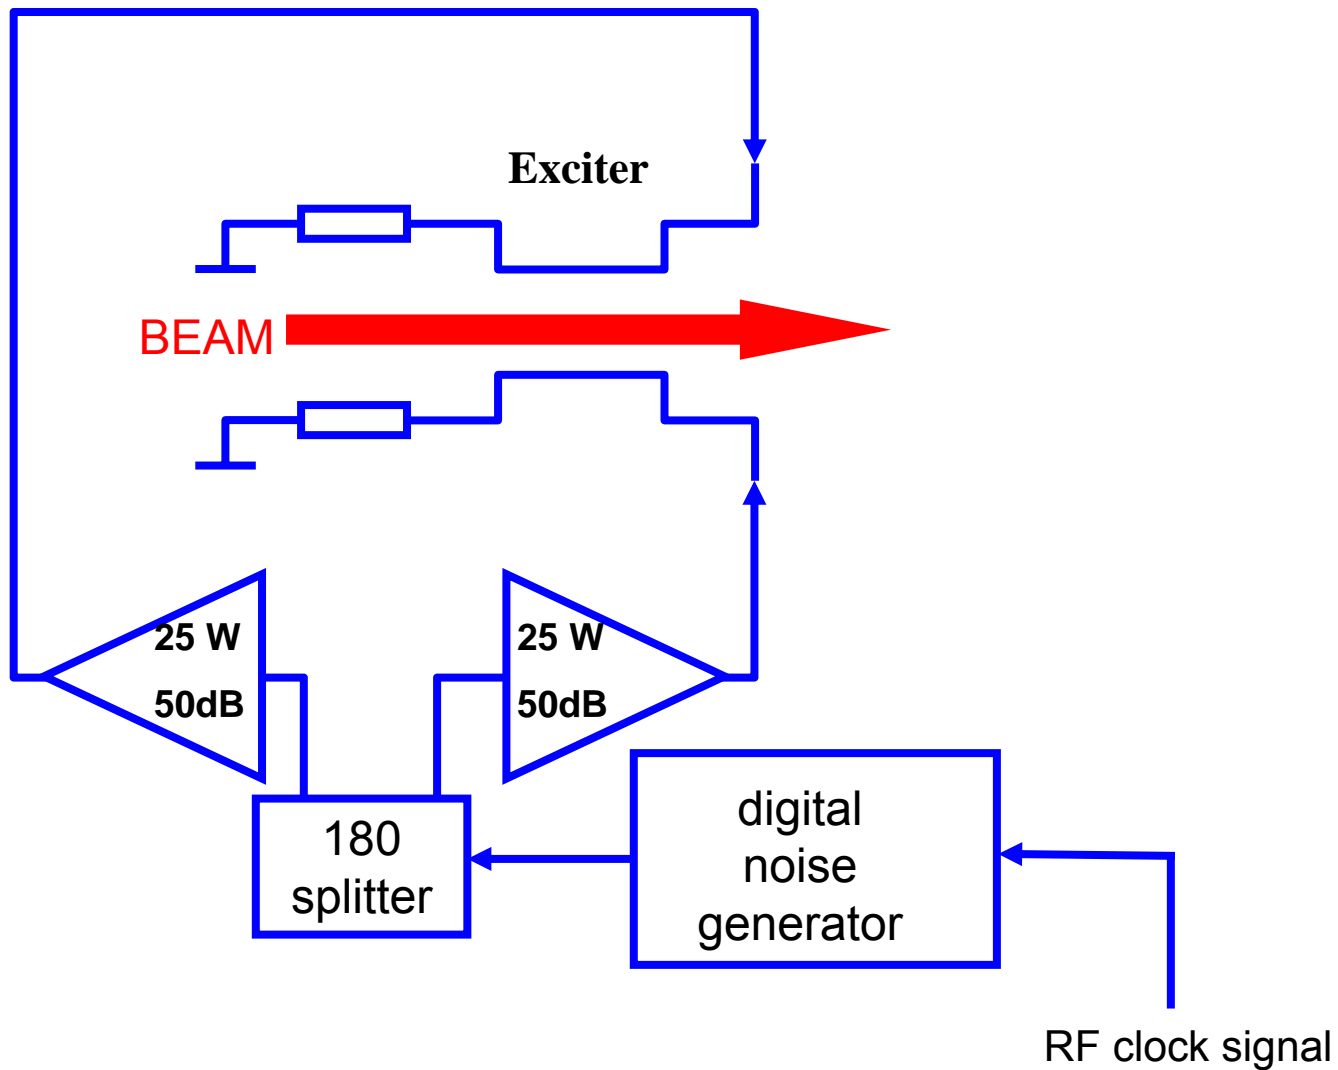 Exciter
BEAM
25 W
50dB
25 W
50dB
180
splitter
digital
noise
generator
RF clock signal